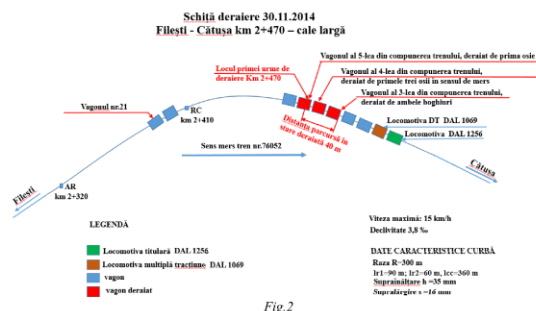 Schiță deraiere 30.11.2014
Filești - Cătușa km 2+470 – cale largă
Vagonul al 5-lea din compunerea trenului, deraiat de prima osie
Locul primei urme de
deraiere Km 2+470
Vagonul al 4-lea din compunerea trenului,
deraiat de primele trei osii in sensul de mers
Vagonul al 3-lea din compunerea trenului,
deraiat de ambele boghiuri
Vagonul nr.21
RC
km 2+410
Distanța parcursă în
stare deraiată 40 m
Locomotiva DT DAL 1069
Locomotiva DAL 1256
Sens mers tren nr.76052
Cătușa
Filești
AR
km 2+320
LEGENDĂ
Locomotiva titulară DAL 1256
Locomotiva multiplă tracțiune DAL 1069
vagon
vagon deraiat
Viteza maximă: 15 km/h
Declivitate 3,8 ‰
DATE CARACTERISTICE CURBĂ
Raza R=300 m
lr1=90 m; lr2=60 m, lcc=360 m
Supraînălțare h =35 mm
Supralărgire s =16 mm
Fig.2